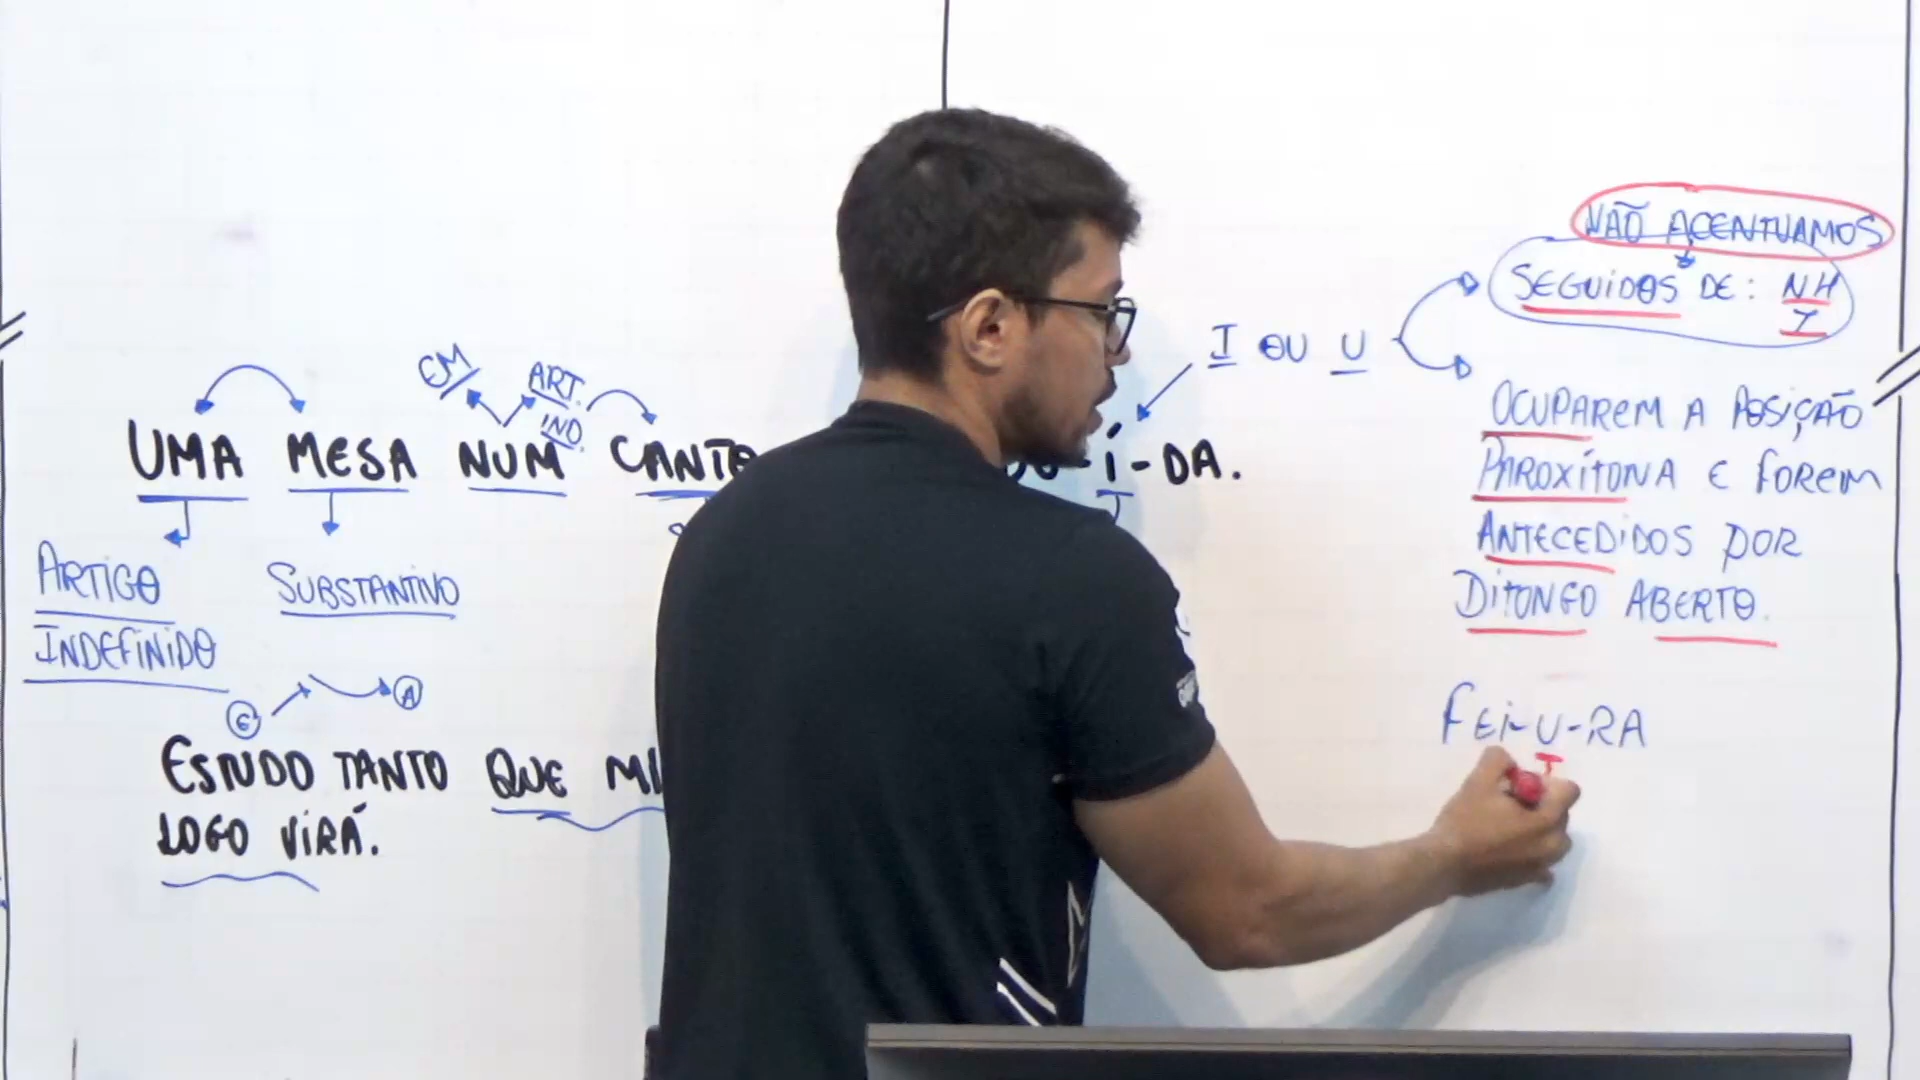 EM
ART.
IND.
UMA MESA NUM CANTO
ARTIGO
INDEFINIDO
SUBSTANTIVO
E
A
ESTUDO TANTO QUE
LOGO VIRÁ.
I OU U
-Í-DA.
NÃO ACENTUAMOS
SEGUIDOS DE: NH
OCUPAREM A POSIÇÃO
PAROXÍTONA E FOREM
ANTECEDIDOS POR
DITONGO ABERTO.
FEI-U-RA